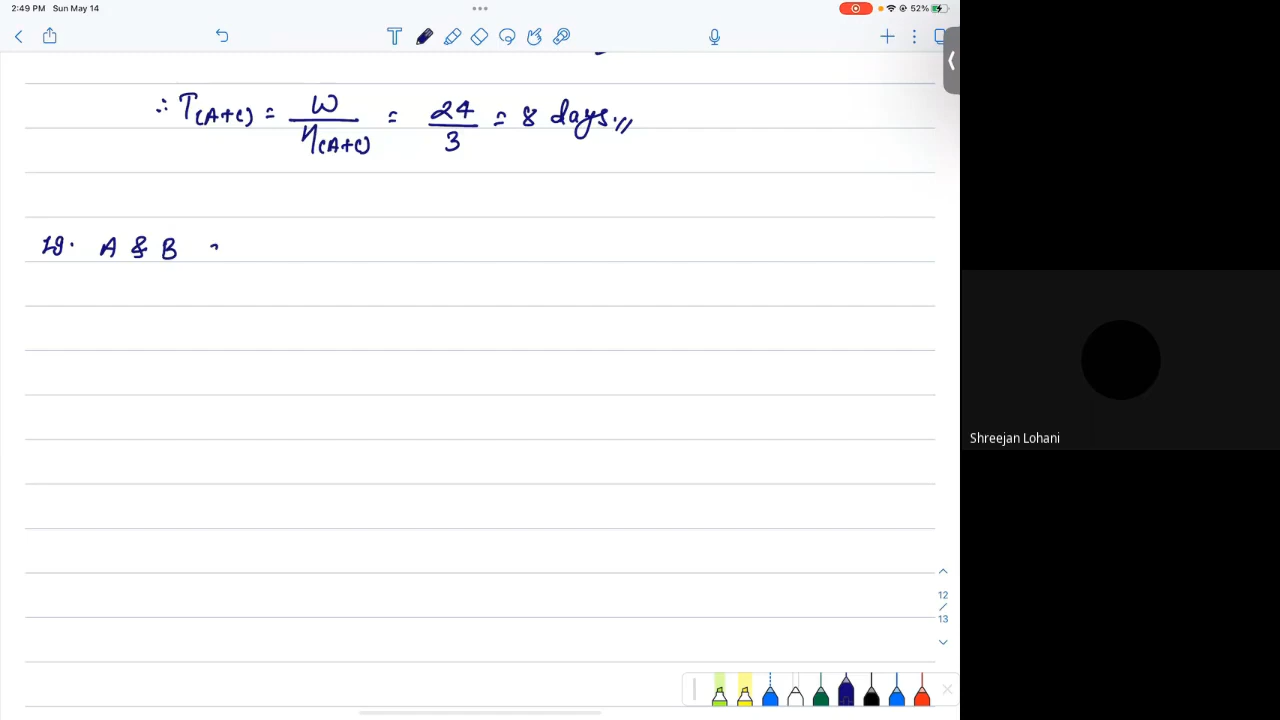 2:49 PM Sun May 14
52%
∴ T(A+C) = W/η(A+C) = 24/3 = 8 days.//
19. A & B
12
/
13
Shreejan Lohani